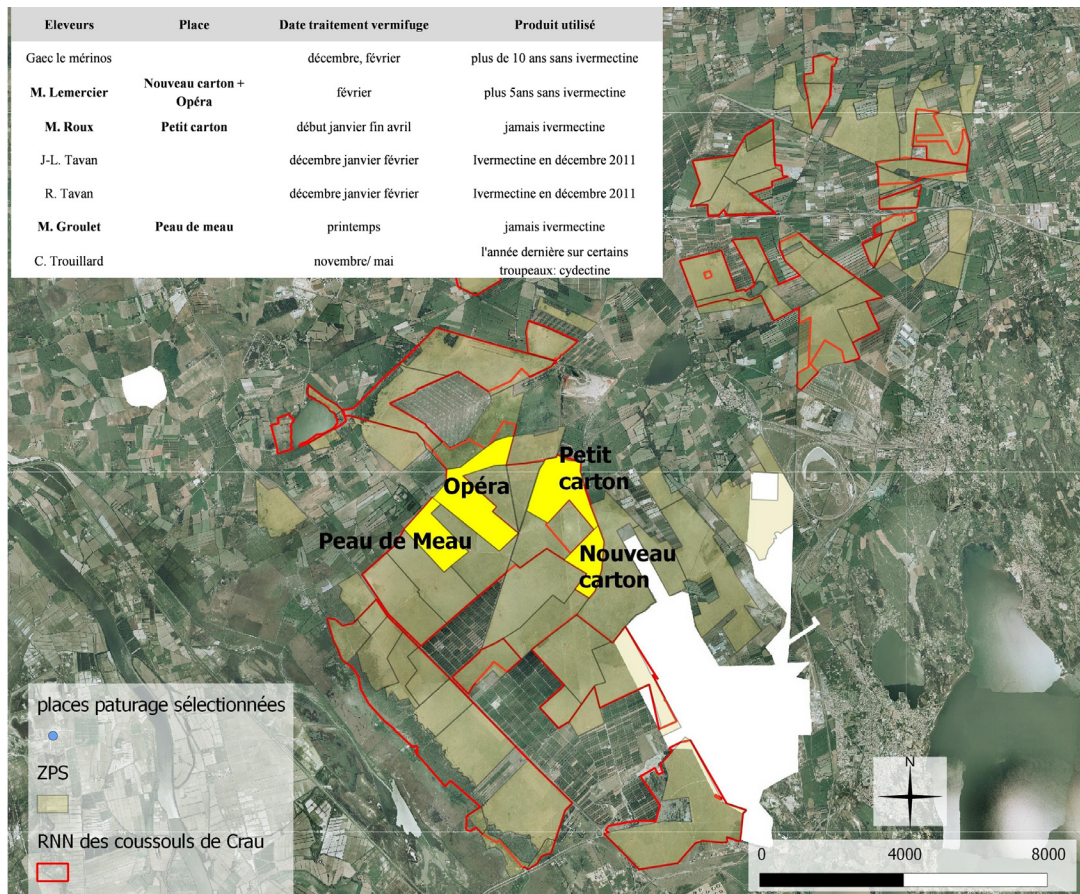 Eleveurs Place Date traitement vermifuge Produit utilisé
Gaec le mérinos décembre, février plus de 10 ans sans ivermectine
M. Lemercier Nouveau carton + Opéra février plus 5ans sans ivermectine
M. Roux Petit carton début janvier fin avril jamais ivermectine
J-L. Tavan décembre janvier février Ivermectine en décembre 2011
R. Tavan décembre janvier février Ivermectine en décembre 2011
M. Groulet Peau de meau printemps jamais ivermectine
C. Trouillard novembre/ mai l'année dernière sur certains troupeaux: cydectine
Petit
carton
Opéra
Peau de Meau
Nouveau
carton
places paturage sélectionnées
ZPS
RNN des coussouls de Crau
N
0 4000 8000